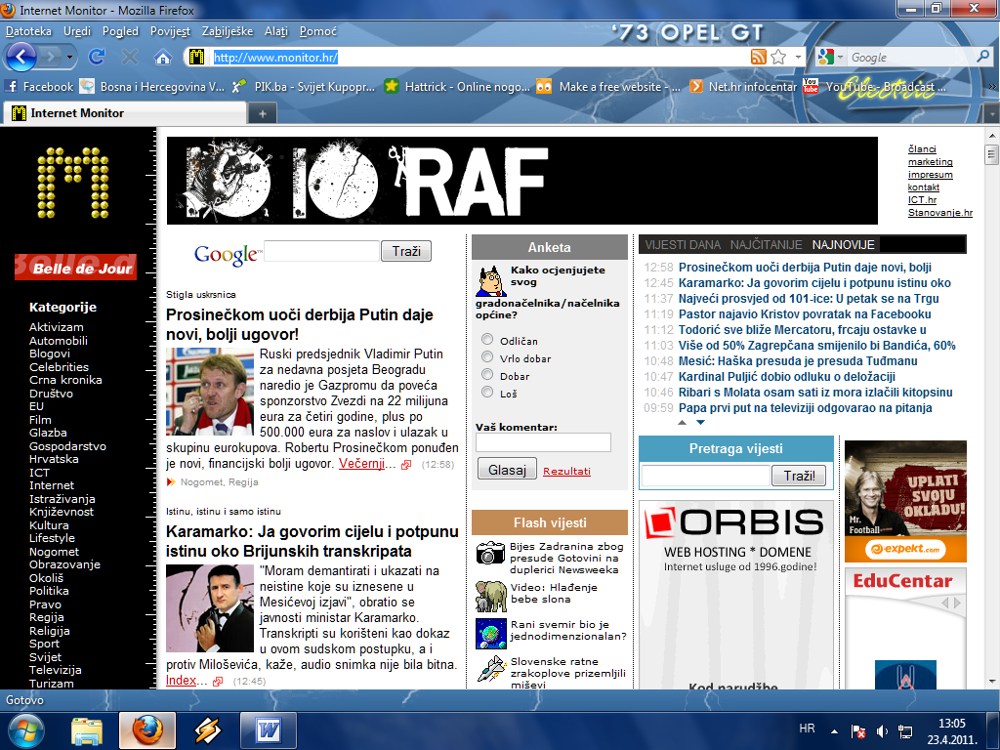 Internet Monitor - Mozilla Firefox
Datoteka Uredi Pogled Povijest Zabilješke Alati Pomoć
'73 OPEL GT
http://www.monitor.hr/
Google
Facebook Bosna i Hercegovina V... PIK.ba - Svijet Kupopr... Hattrick - Online nogo... Make a free website - ... Net.hr infocentar YouTube - Broadcast ...
Electric
Internet Monitor
Belle de Jour
Kategorije
Aktivizam
Automobili
Blogovi
Celebrities
Crna kronika
Društvo
EU
Film
Glazba
Gospodarstvo
Hrvatska
ICT
Internet
Istraživanja
Književnost
Kultura
Lifestyle
Nogomet
Obrazovanje
Okoliš
Politika
Pravo
Regija
Religija
Sport
Svijet
Televizija
Turizam
RAF
članci
marketing
impresum
kontakt
ICT.hr
Stanovanje.hr
Google™ Traži
Stigla uskrsnica
Prosinečkom uoči derbija Putin daje
novi, bolji ugovor!
Ruski predsjednik Vladimir Putin
za nedavna posjeta Beogradu
naredio je Gazpromu da poveća
sponzorstvo Zvezdi na 22 milijuna
eura za četiri godine, plus po
500.000 eura za naslov i ulazak u
skupinu eurokupova. Robertu Prosinečkom ponuđen
je novi, financijski bolji ugovor. Večernji... (12:58)
Nogomet, Regija
Istinu, istinu i samo istinu
Karamarko: Ja govorim cijelu i potpunu
istinu oko Brijunskih transkripata
"Moram demantirati i ukazati na
neistine koje su iznesene u
Mesićevoj izjavi", obratio se
javnosti ministar Karamarko.
Transkripti su korišteni kao dokaz
u ovom sudskom postupku, a i
protiv Miloševića, kaže, audio snimka nije bila bitna.
Index... (12:45)
Anketa
Kako ocjenjujete
svog
gradonačelnika/načelnika
općine?
Odličan
Vrlo dobar
Dobar
Loš
Vaš komentar:
Glasaj Rezultati
Flash vijesti
Bijes Zadranina zbog
presude Gotovini na
duplerici Newsweeka
Video: Hlađenje
bebe slona
Rani svemir bio je
jednodimenzionalan?
Slovenske ratne
zrakoplove prizemljili
miševi
VIJESTI DANA NAJČITANIJE NAJNOVIJE
12:58 Prosinečkom uoči derbija Putin daje novi, bolji
12:45 Karamarko: Ja govorim cijelu i potpunu istinu oko
11:37 Najveći prosvjed od 101-ice: U petak se na Trgu
11:19 Pastor najavio Kristov povratak na Facebooku
11:12 Todorić sve bliže Mercatoru, frcaju ostavke u
11:03 Više od 50% Zagrepčana smijenilo bi Bandića, 60%
10:48 Mesić: Haška presuda je presuda Tuđmanu
10:47 Kardinal Puljić dobio odluku o deložaciji
10:46 Ribari s Molata osam sati iz mora izlačili kitopsinu
09:59 Papa prvi put na televiziji odgovarao na pitanja
Pretraga vijesti
Traži!
ORBIS
WEB HOSTING * DOMENE
Internet usluge od 1996.godine!
Kod narudžbe
UPLATI
SVOJU
OKLADU!
Mr.
Football
expekt.com
EduCentar
Gotovo
HR
13:05
23.4.2011.